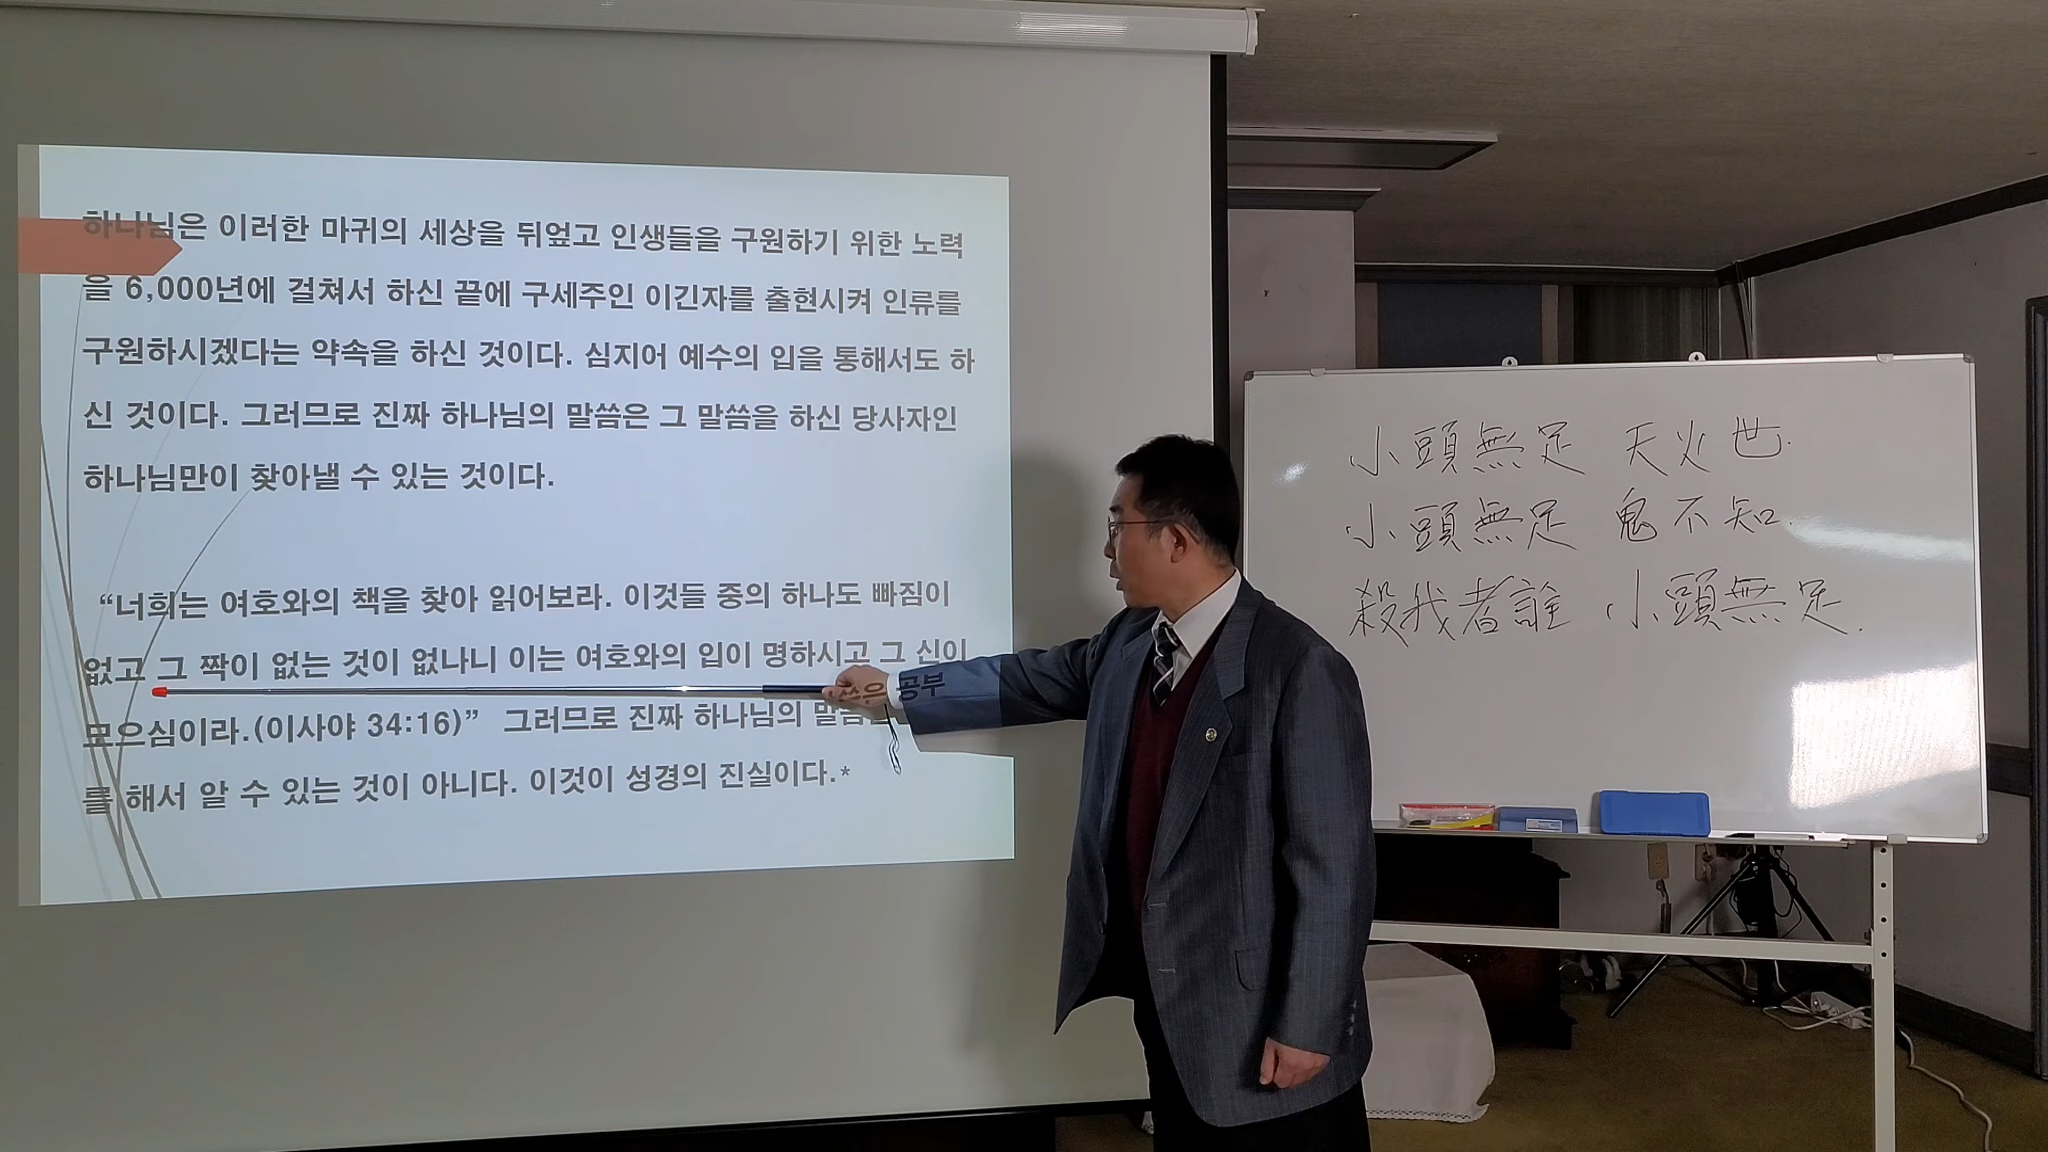 하나님은 이러한 마귀의 세상을 뒤엎고 인생들을 구원하기 위한 노력
을 6,000년에 걸쳐서 하신 끝에 구세주인 이긴자를 출현시켜 인류를
구원하시겠다는 약속을 하신 것이다. 심지어 예수의 입을 통해서도 하
신 것이다. 그러므로 진짜 하나님의 말씀은 그 말씀을 하신 당사자인
하나님만이 찾아낼 수 있는 것이다.
“너희는 여호와의 책을 찾아 읽어보라. 이것들 중의 하나도 빠짐이
없고 그 짝이 없는 것이 없나니 이는 여호와의 입이 명하시고 그 신이
모으심이라.(이사야 34:16)” 그러므로 진짜 하나님의 말씀은 공부
를 해서 알 수 있는 것이 아니다. 이것이 성경의 진실이다.*
小頭無足 天火世.
小頭無足 鬼不知.
殺我者誰 小頭無足.